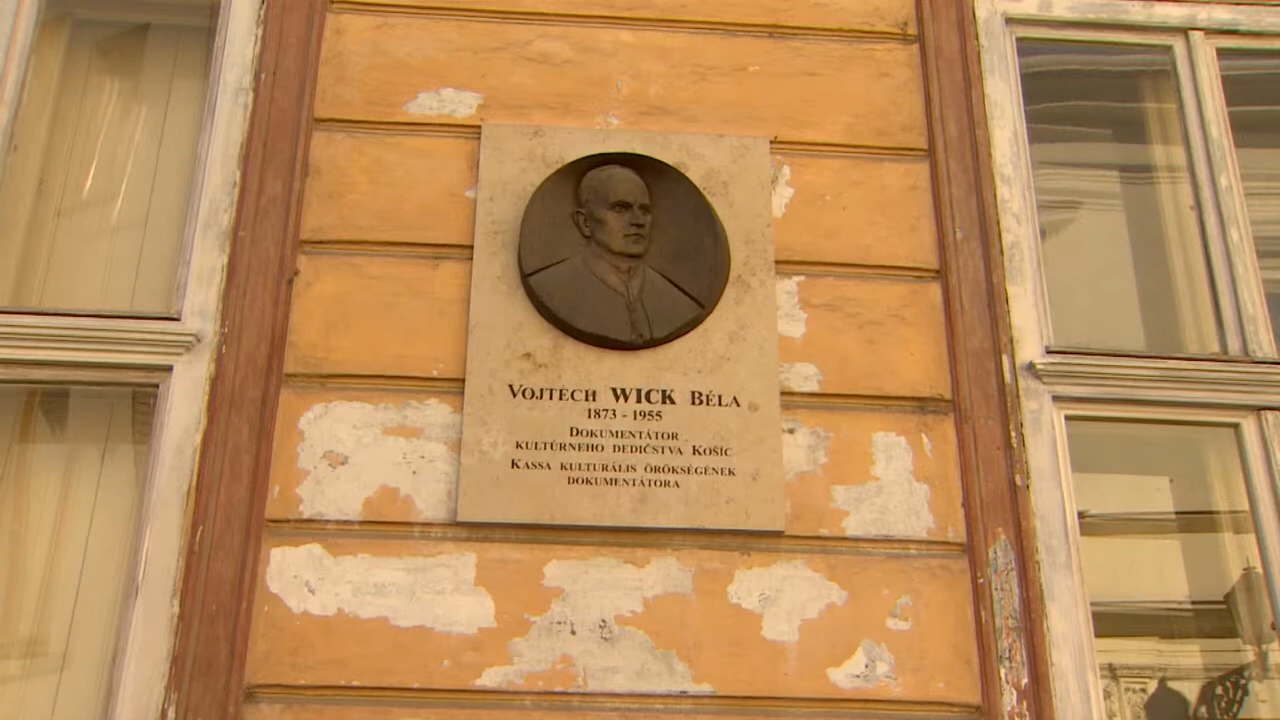 VOJTECH WICK BÉLA
1873 - 1955
DOKUMENTÁTOR
KULTÚRNEHO DEDIČSTVA KOŠÍC
KASSA KULTURÁLIS ÖRÖKSÉGÉNEK
DOKUMENTÁTORA